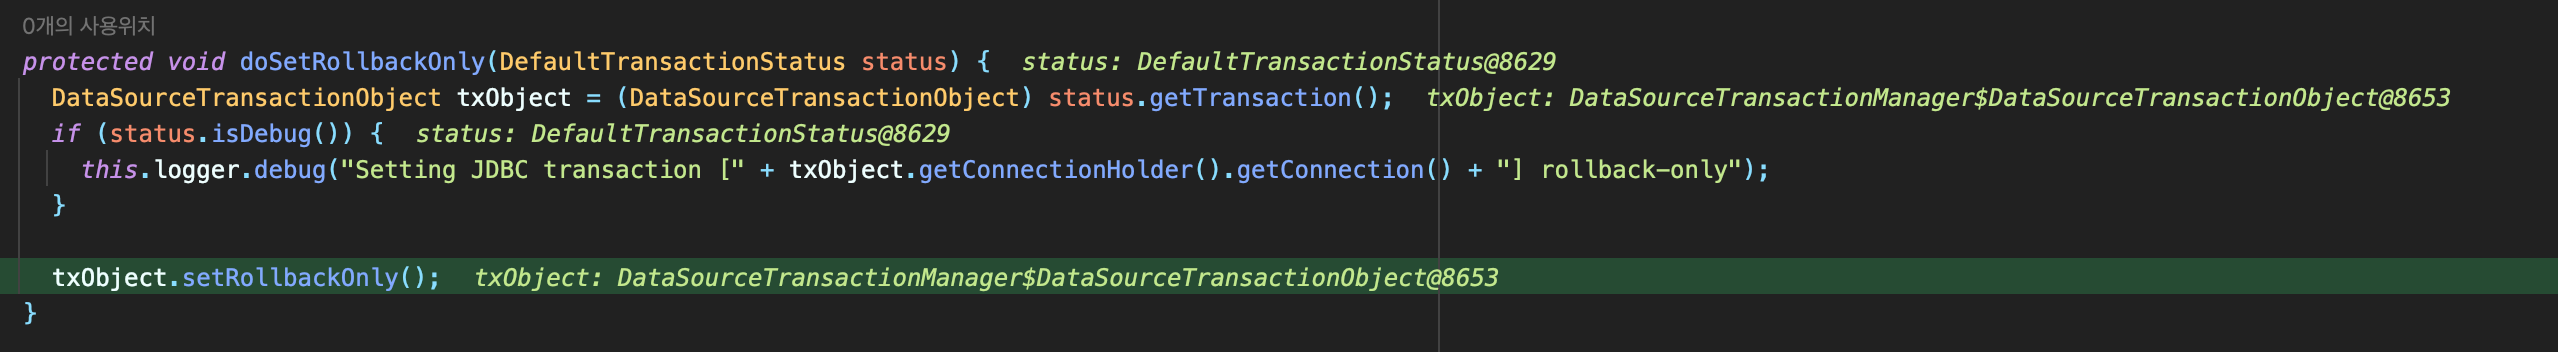 0개의 사용위치
protected void doSetRollbackOnly(DefaultTransactionStatus status) {  status: DefaultTransactionStatus@8629
DataSourceTransactionObject txObject = (DataSourceTransactionObject) status.getTransaction();  txObject: DataSourceTransactionManager$DataSourceTransactionObject@8653
if (status.isDebug()) {  status: DefaultTransactionStatus@8629
this.logger.debug("Setting JDBC transaction [" + txObject.getConnectionHolder().getConnection() + "] rollback-only");
}
txObject.setRollbackOnly();  txObject: DataSourceTransactionManager$DataSourceTransactionObject@8653
}